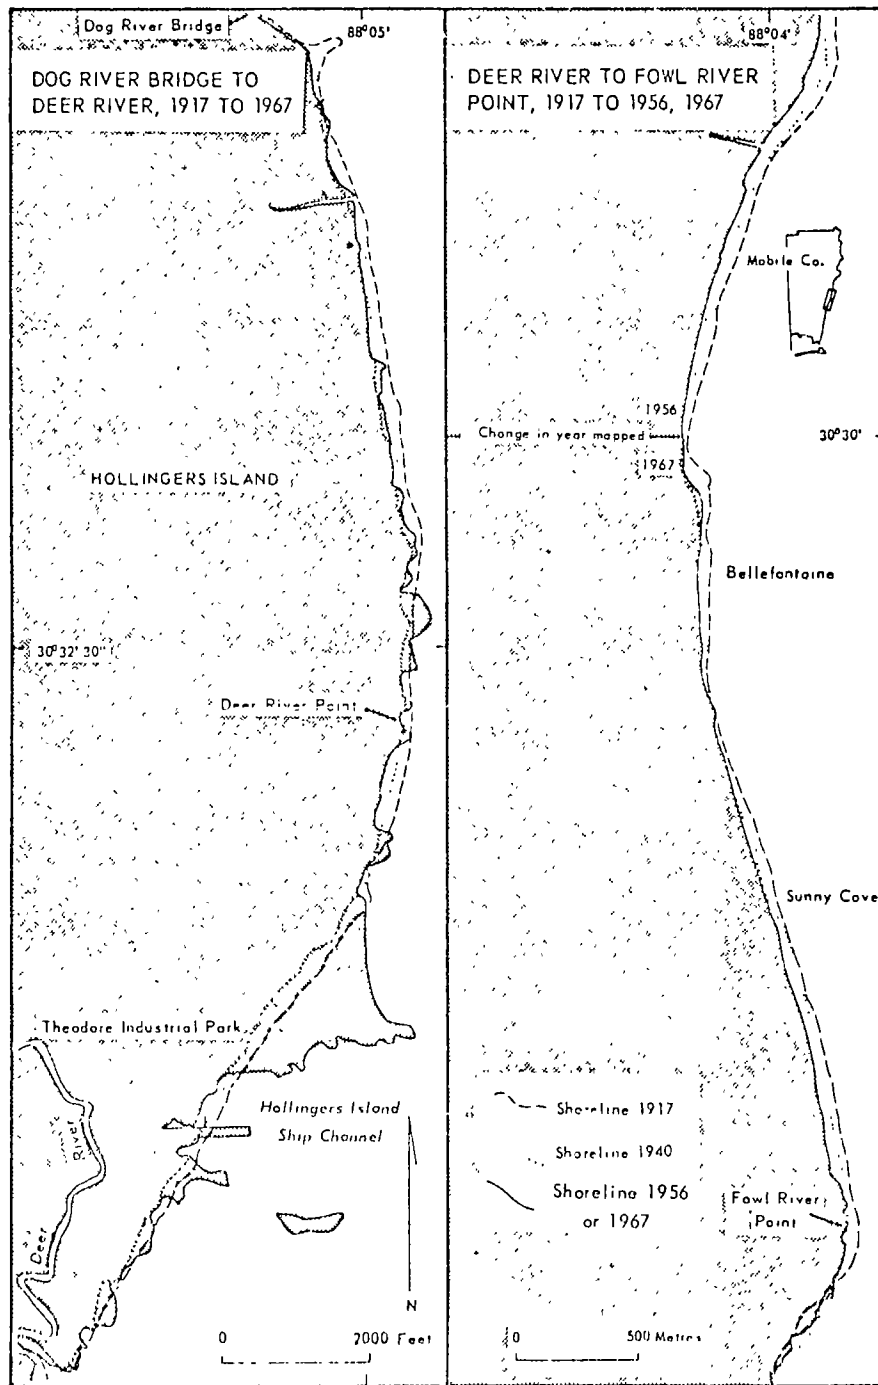 Dog River Bridge
88°05'
DOG RIVER BRIDGE TO
DEER RIVER, 1917 TO 1967
HOLLINGERS ISLAND
30°32'30"
Deer River Point
Theodore Industrial Park
Hollingers Island
Ship Channel
Deer
River
N
0
2000 Feet
88°04'
DEER RIVER TO FOWL RIVER
POINT, 1917 TO 1956, 1967
Mobile Co.
1956
Change in year mapped
30°30'
1967
Bellefontaine
Sunny Cove
Shoreline 1917
Shoreline 1940
Shoreline 1956
or 1967
Fowl River
Point
0
500 Metres